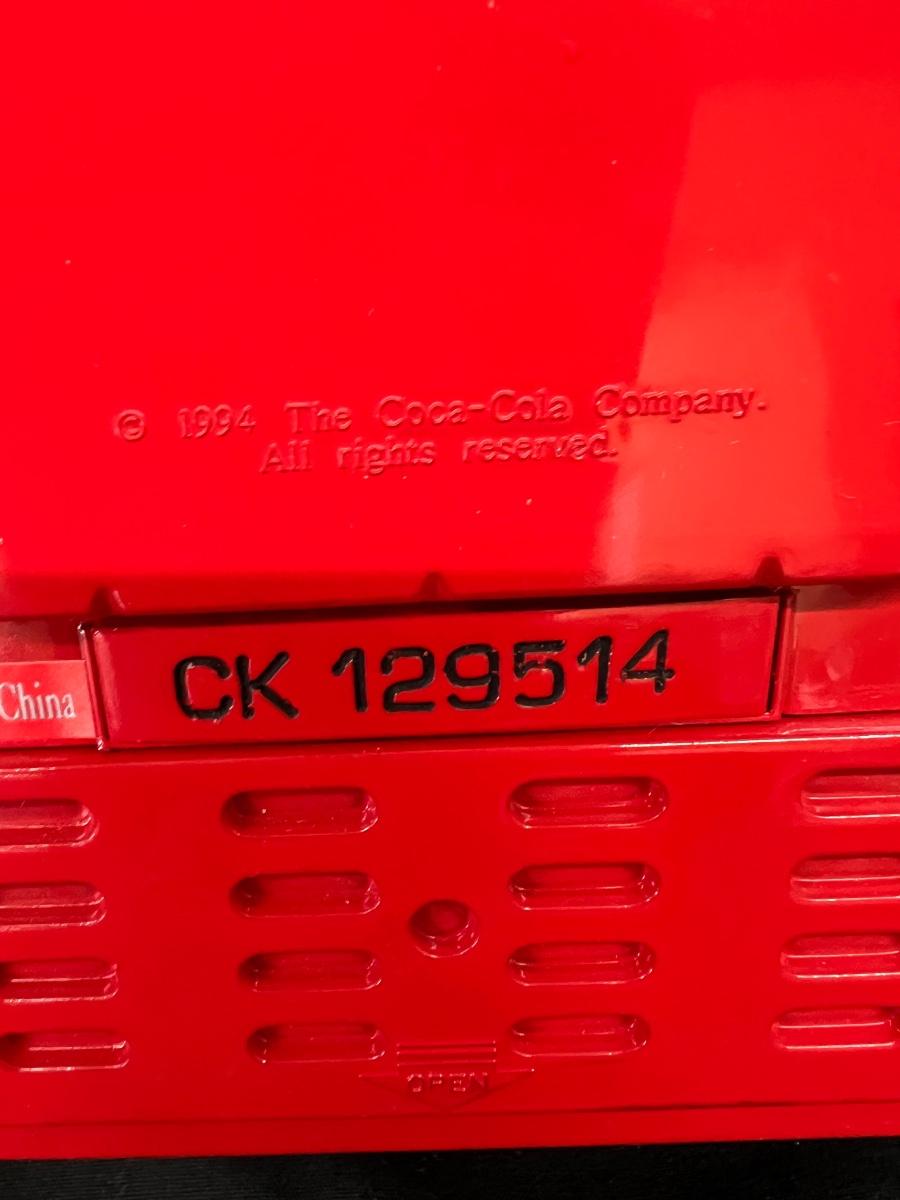 © 1994 The Coca-Cola Company.
All rights reserved.
China
CK 129514
OPEN